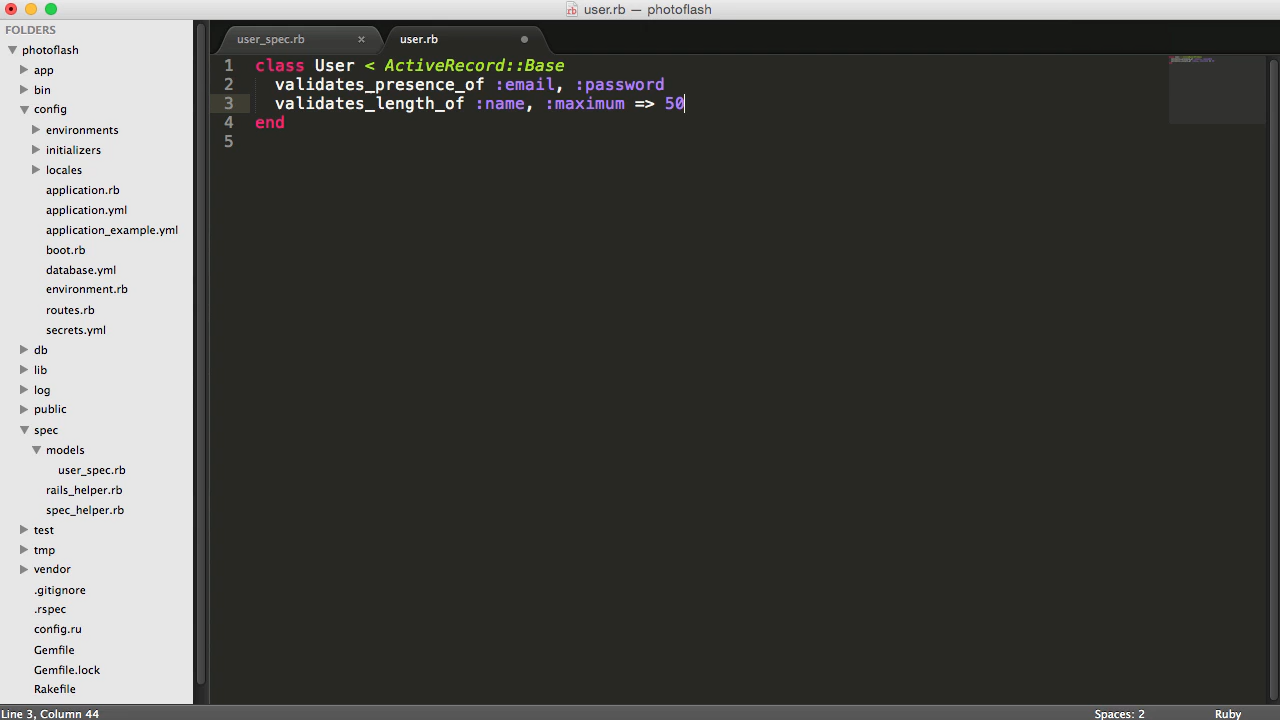 user.rb — photoflash
FOLDERS
photoflash
app
bin
config
environments
initializers
locales
application.rb
application.yml
application_example.yml
boot.rb
database.yml
environment.rb
routes.rb
secrets.yml
db
lib
log
public
spec
models
user_spec.rb
rails_helper.rb
spec_helper.rb
test
tmp
vendor
.gitignore
.rspec
config.ru
Gemfile
Gemfile.lock
Rakefile
user_spec.rb × user.rb
1 class User < ActiveRecord::Base
2 validates_presence_of :email, :password
3 validates_length_of :name, :maximum => 50
4 end
5
Line 3, Column 44 Spaces: 2 Ruby